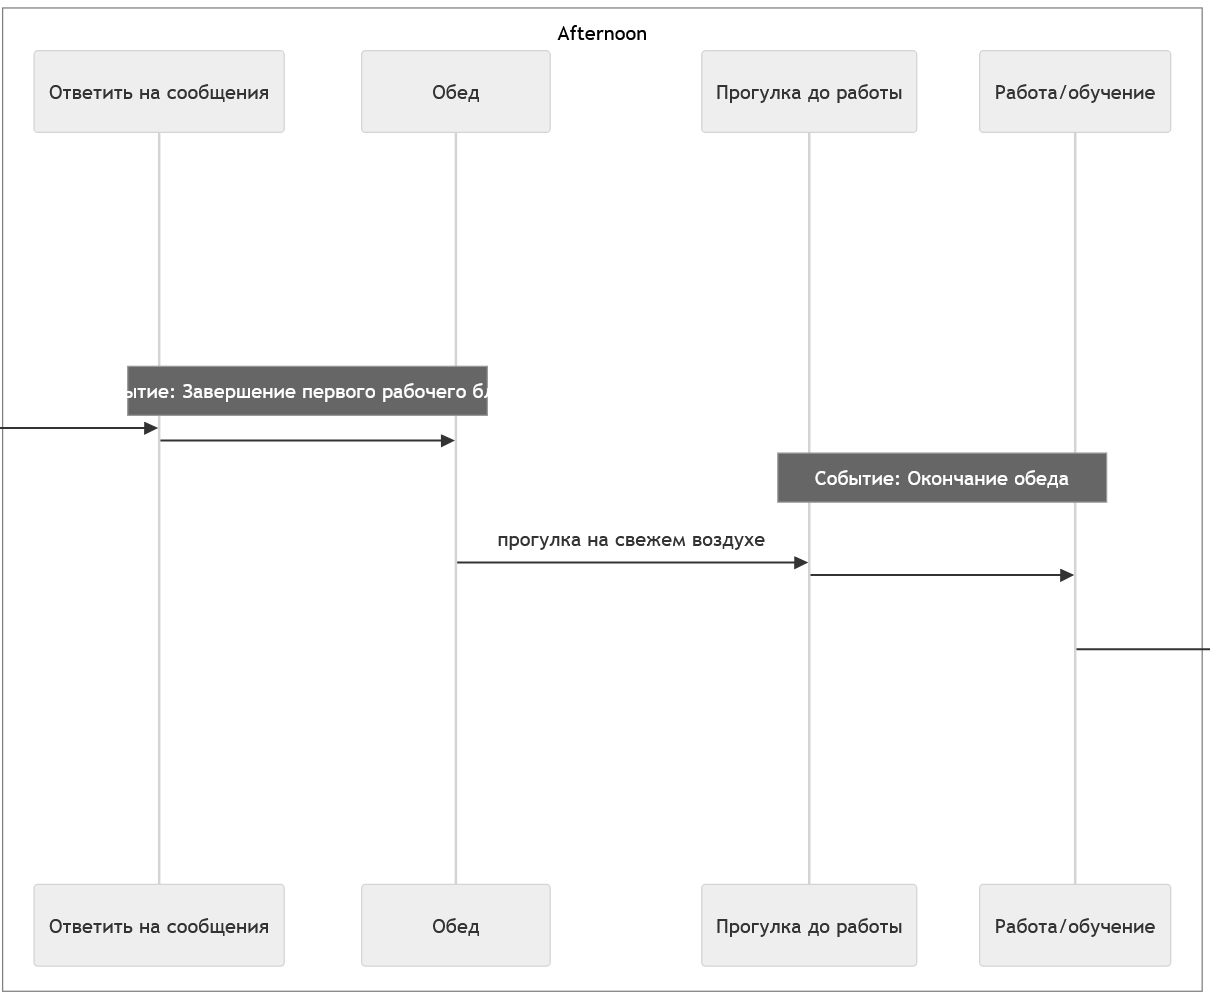 Afternoon
Ответить на сообщения
Обед
Прогулка до работы
Работа/обучение
Завершение первого рабочего
Событие: Окончание обеда
прогулка на свежем воздухе
Ответить на сообщения
Обед
Прогулка до работы
Работа/обучение